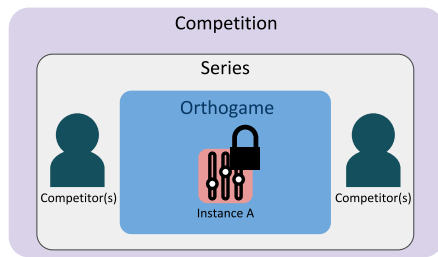 Competition
Series
Orthogame
Competitor(s)
Competitor(s)
Instance A